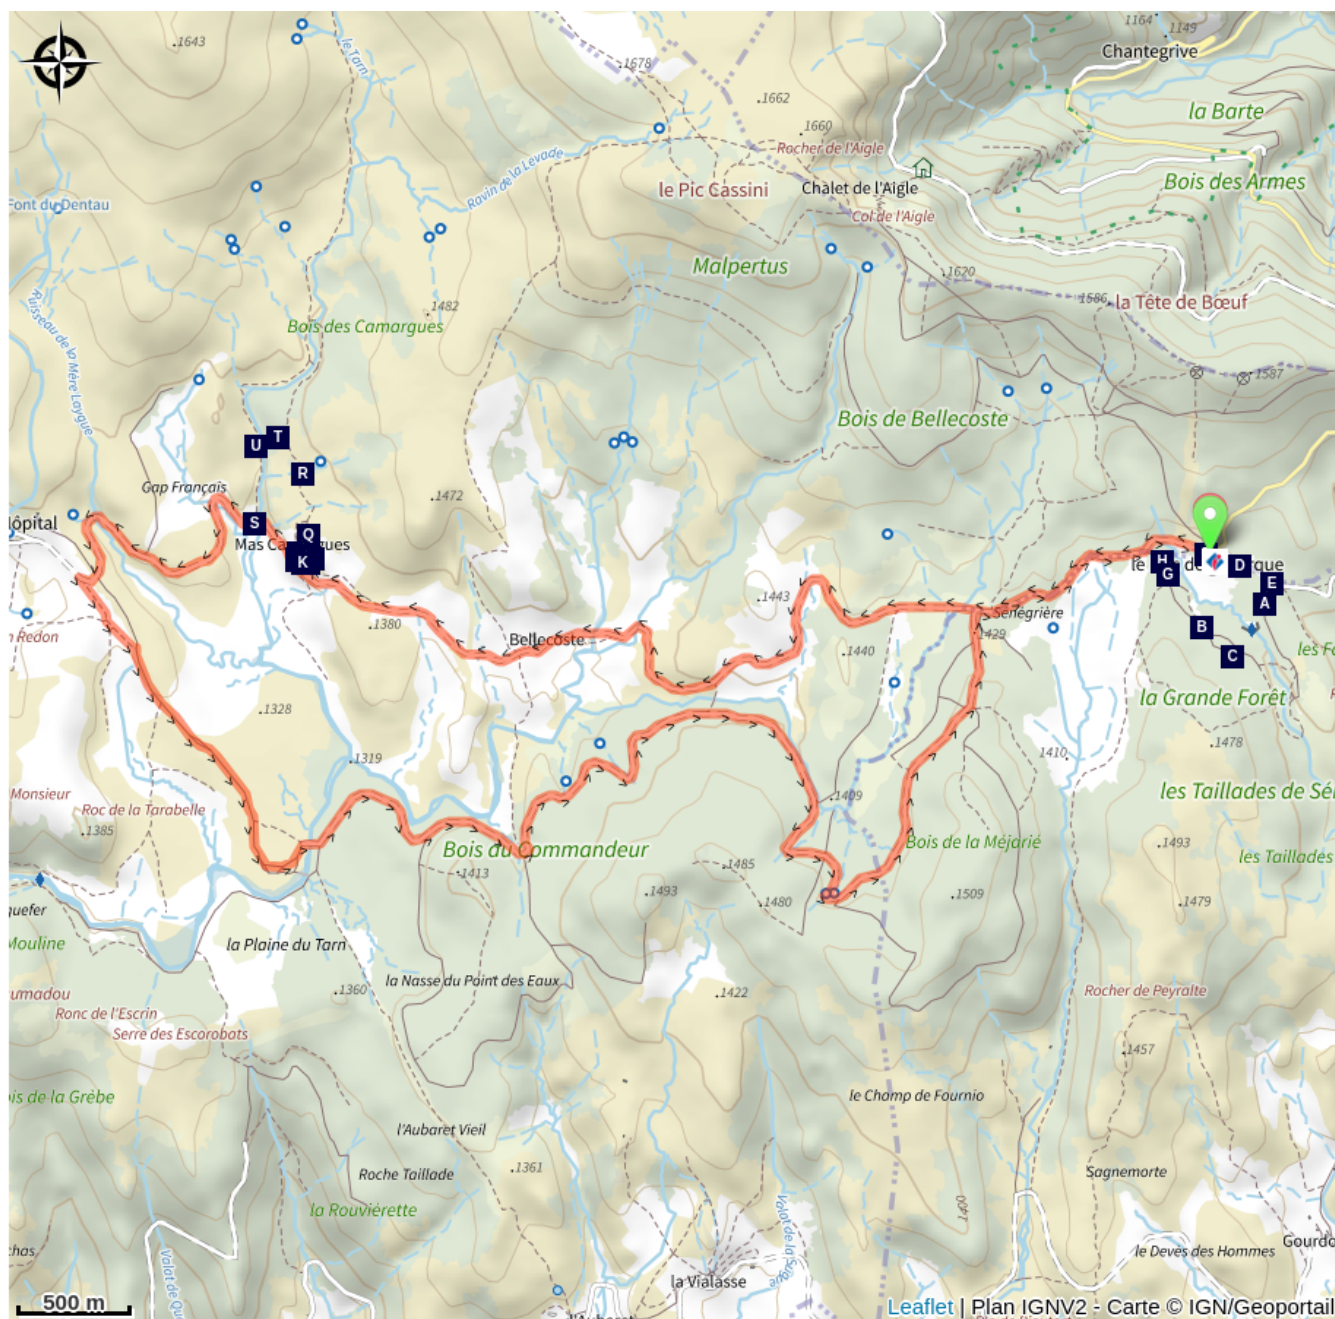 1643
le Tarn
1678
1164
1149
Chantegrive
1662
1660
la Barte
Rocher de l'Aigle
Ravin de la Levade
le Pic Cassini
Chalet de l'Aigle
Bois des Armes
Font du Dentau
Col de l'Aigle
Malpertus
1620
1586
la Tête de Bœuf
Ruisseau de la Mère Laygue
1482
Bois des Camargues
1587
Bois de Bellecoste
U
T
R
Gap Français
1472
S
Q
K
H
G
D
E
A
B
C
1443
1380
Bellecoste
Sénégrière
1429
n Redon
1440
la Grande Forêt
1328
1319
1478
1410
Monsieur
Roc de la Tarabelle
1385
1409
les Taillades de Sé
Bois du Commandeur
Bois de la Méjarié
1493
les Taillades
1413
1485
1493
1480
1509
1479
Mouline
la Plaine du Tarn
la Nasse du Point des Eaux
1360
1422
Rocher de Peyralte
Ronc de l'Escrin
Serre des Escorobats
1457
ois de la Grèbe
le Champ de Fournio
l'Aubaret Vieil
Roche Taillade
1361
Sagnemorte
la Rouviérette
1400
le Devès des Hommes
Gourdo
chas
la Vialasse
500 m
Leaflet | Plan IGNV2 - Carte © IGN/Geoportail